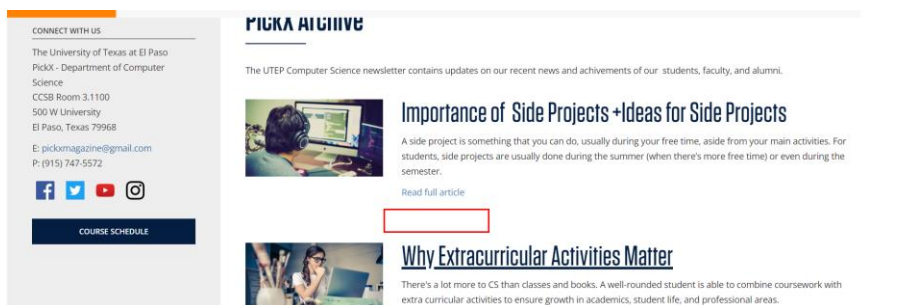 CONNECT WITH US
The University of Texas at El Paso
PickX - Department of Computer
Science
CCSB Room 3.1100
500 W University
El Paso, Texas 79968
E: pickxmagazine@gmail.com
P: (915) 747-5572
COURSE SCHEDULE
PickX Archive
The UTEP Computer Science newsletter contains updates on our recent news and achivements of our students, faculty, and alumni.
Importance of Side Projects +Ideas for Side Projects
A side project is something that you can do, usually during your free time, aside from your main activities. For
students, side projects are usually done during the summer (when there's more free time) or even during the
semester.
Read full article
Why Extracurricular Activities Matter
There's a lot more to CS than classes and books. A well-rounded student is able to combine coursework with
extra curricular activities to ensure growth in academics, student life, and professional areas.